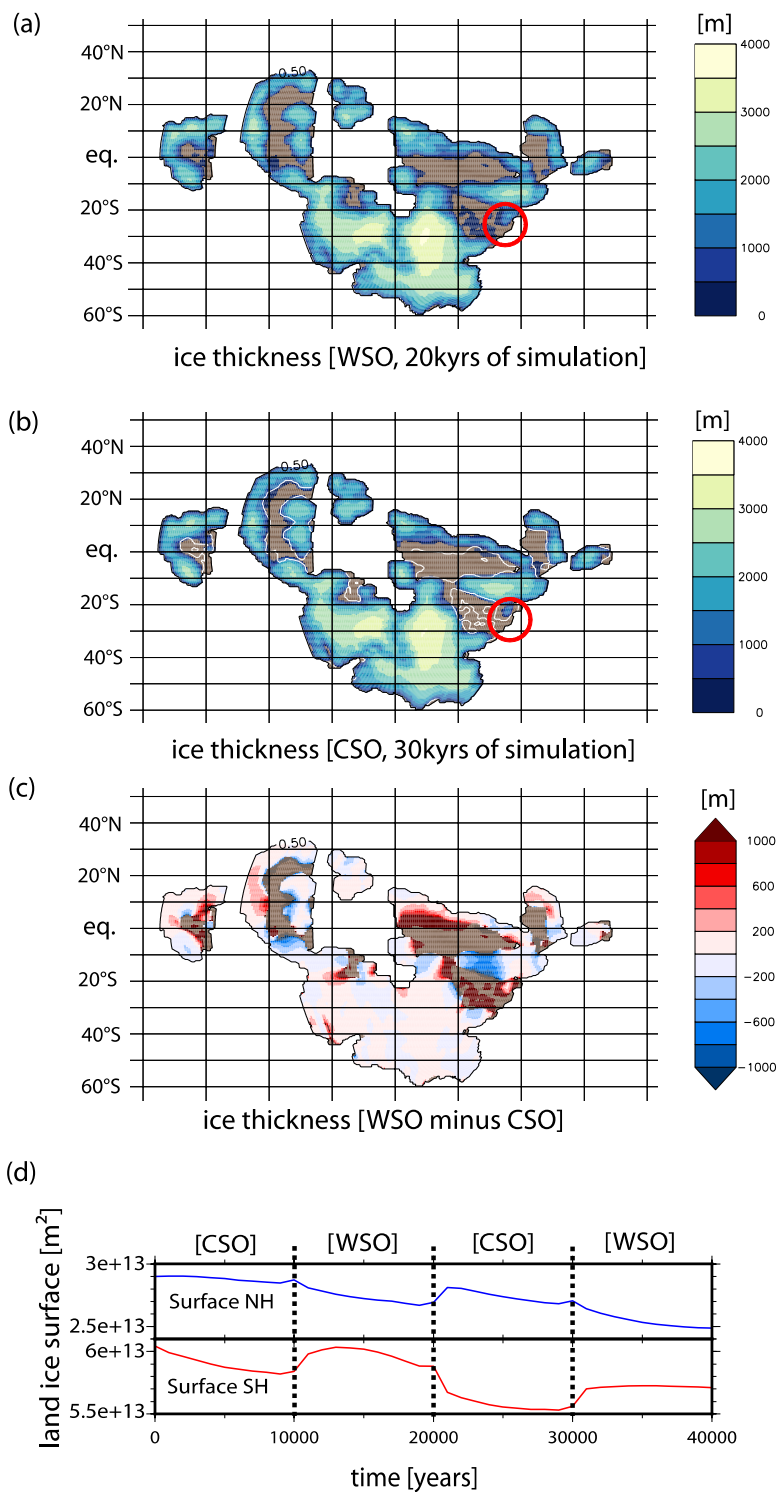 (a)
[m]
40°N
20°N
eq.
20°S
40°S
60°S
0.50
4000
3000
2000
1000
0
ice thickness [WSO, 20kyrs of simulation]
(b)
[m]
40°N
20°N
eq.
20°S
40°S
60°S
0.50
4000
3000
2000
1000
0
ice thickness [CSO, 30kyrs of simulation]
(c)
[m]
40°N
20°N
eq.
20°S
40°S
60°S
0.50
1000
600
200
−200
−600
−1000
ice thickness [WSO minus CSO]
(d)
[CSO] [WSO] [CSO] [WSO]
land ice surface [m²]
3e+13
Surface NH
2.5e+13
6e+13
Surface SH
5.5e+13
0 10000 20000 30000 40000
time [years]